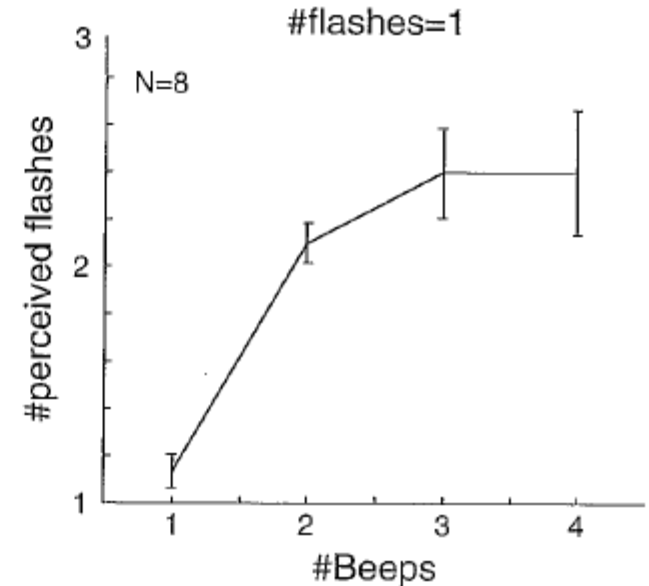 #flashes=1
3
N=8
2
1
#perceived flashes
1 2 3 4
#Beeps